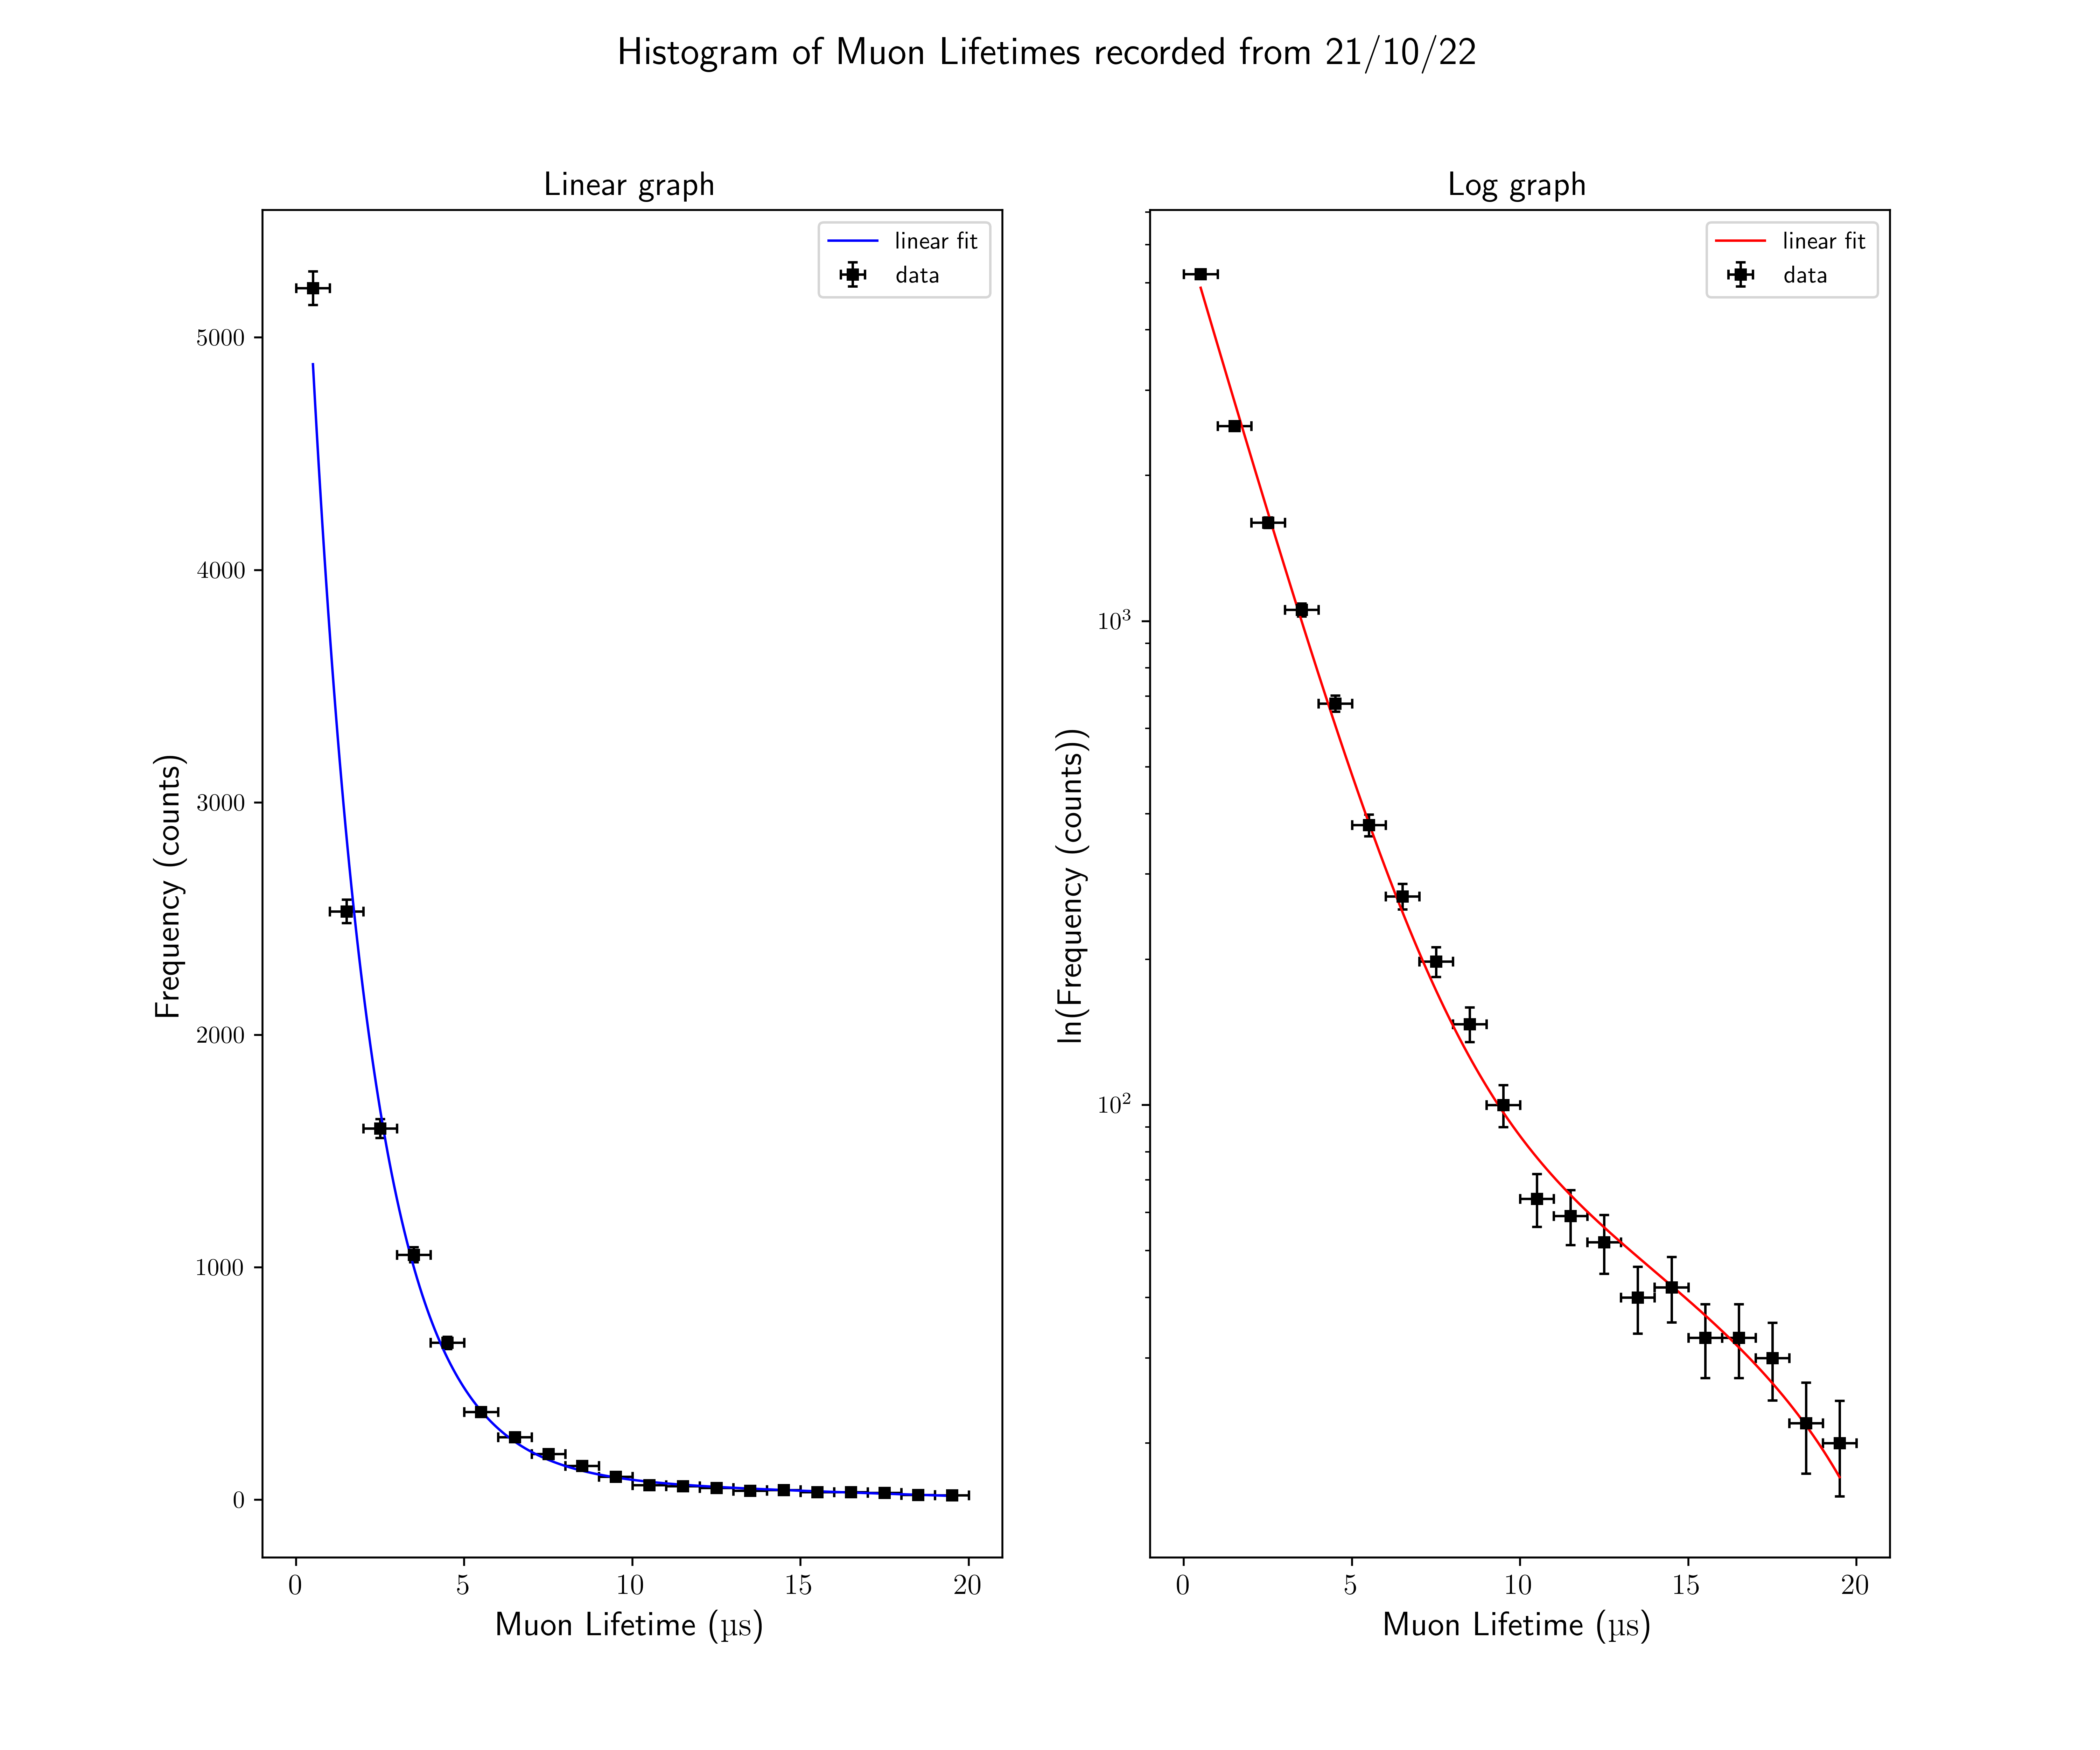 Histogram of Muon Lifetimes recorded from 21/10/22
Linear graph
linear fit
data
5000
4000
3000
2000
1000
0
Frequency (counts)
0 5 10 15 20
Muon Lifetime (µs)
Log graph
linear fit
data
10³
10²
ln(Frequency (counts))
0 5 10 15 20
Muon Lifetime (µs)